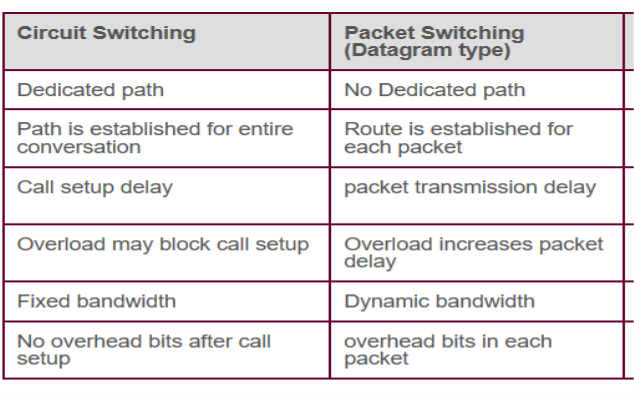 Circuit Switching
Packet Switching
(Datagram type)
Dedicated path
No Dedicated path
Path is established for entire
conversation
Route is established for
each packet
Call setup delay
packet transmission delay
Overload may block call setup
Overload increases packet
delay
Fixed bandwidth
Dynamic bandwidth
No overhead bits after call
setup
overhead bits in each
packet